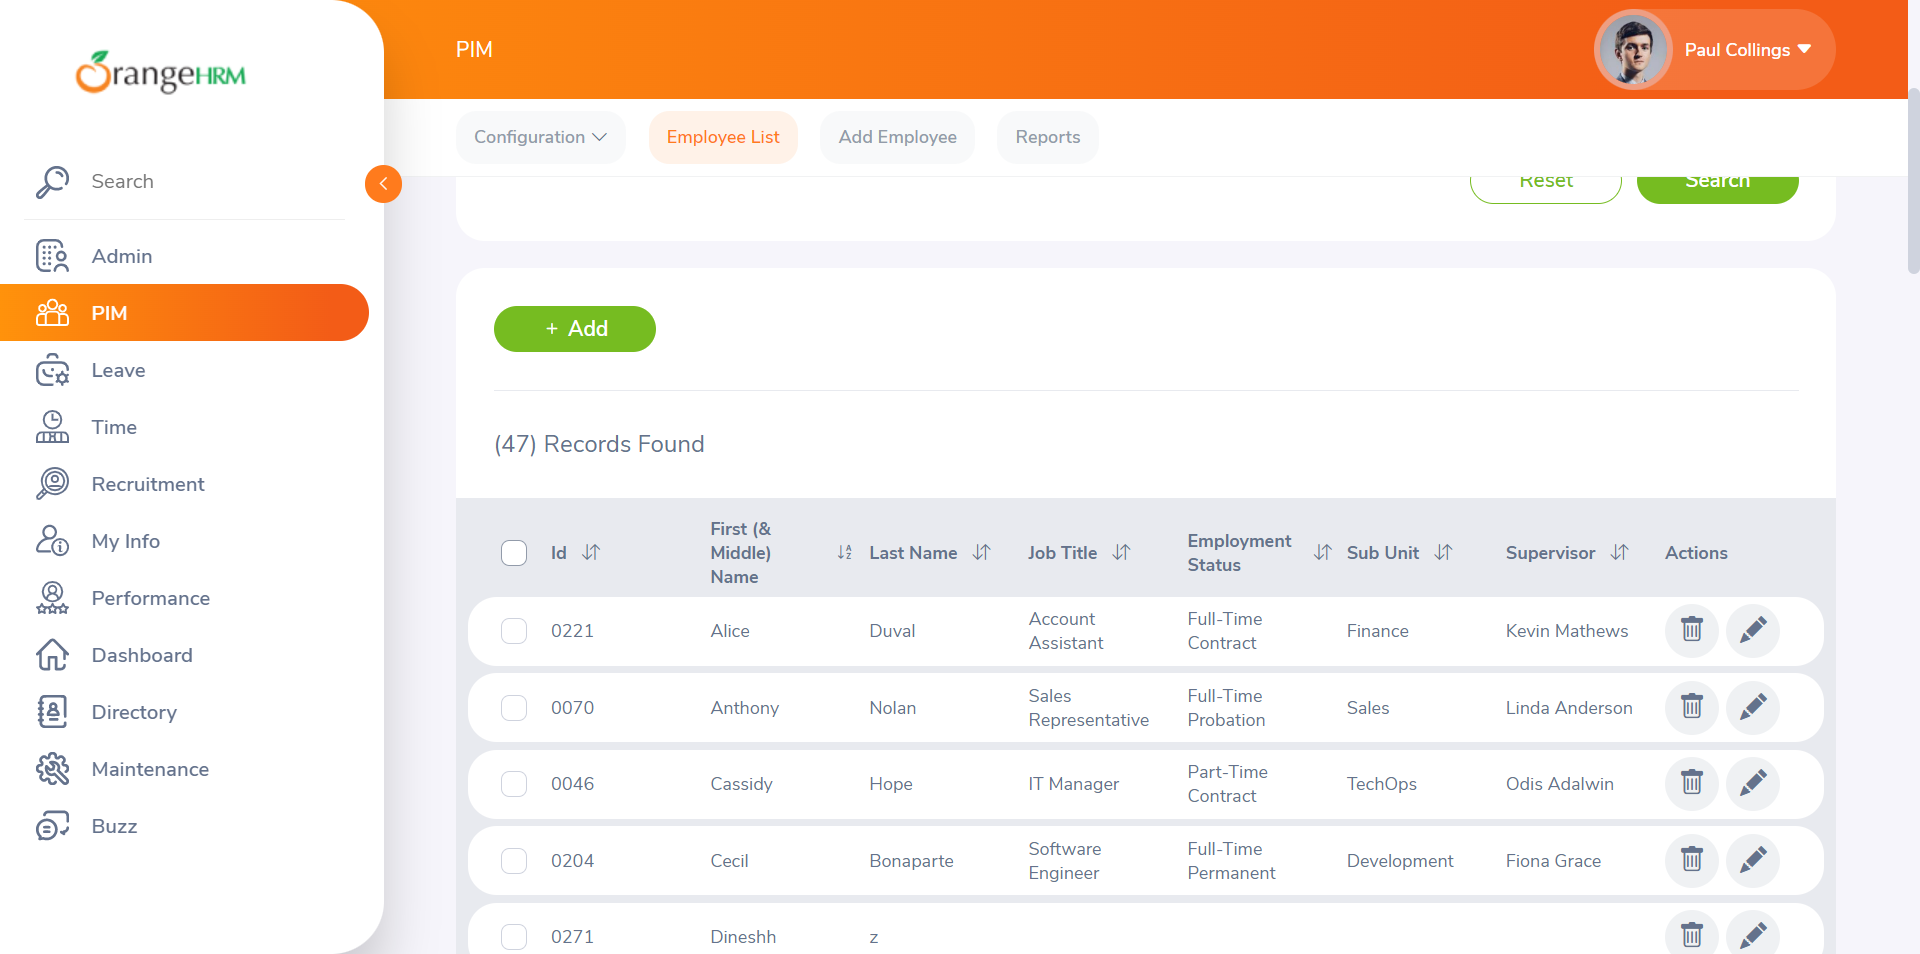 OrangeHRM
PIM
Paul Collings
Configuration
Employee List
Add Employee
Reports
Search
Admin
PIM
Leave
Time
Recruitment
My Info
Performance
Dashboard
Directory
Maintenance
Buzz
Reset
Search
+ Add
(47) Records Found
Id
First (&
Middle)
Name
Last Name
Job Title
Employment
Status
Sub Unit
Supervisor
Actions
0221
Alice
Duval
Account
Assistant
Full-Time
Contract
Finance
Kevin Mathews
0070
Anthony
Nolan
Sales
Representative
Full-Time
Probation
Sales
Linda Anderson
0046
Cassidy
Hope
IT Manager
Part-Time
Contract
TechOps
Odis Adalwin
0204
Cecil
Bonaparte
Software
Engineer
Full-Time
Permanent
Development
Fiona Grace
0271
Dineshh
z